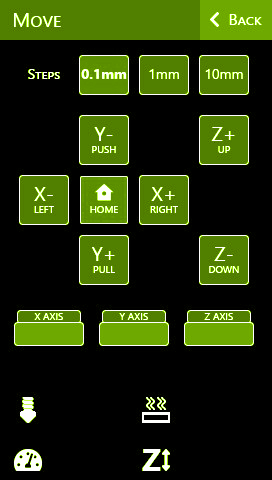 Move
Back
Steps 0.1mm 1mm 10mm
Y- Z+
PUSH UP
X- X+
LEFT HOME RIGHT
Y+ Z-
PULL DOWN
X AXIS Y AXIS Z AXIS
Z